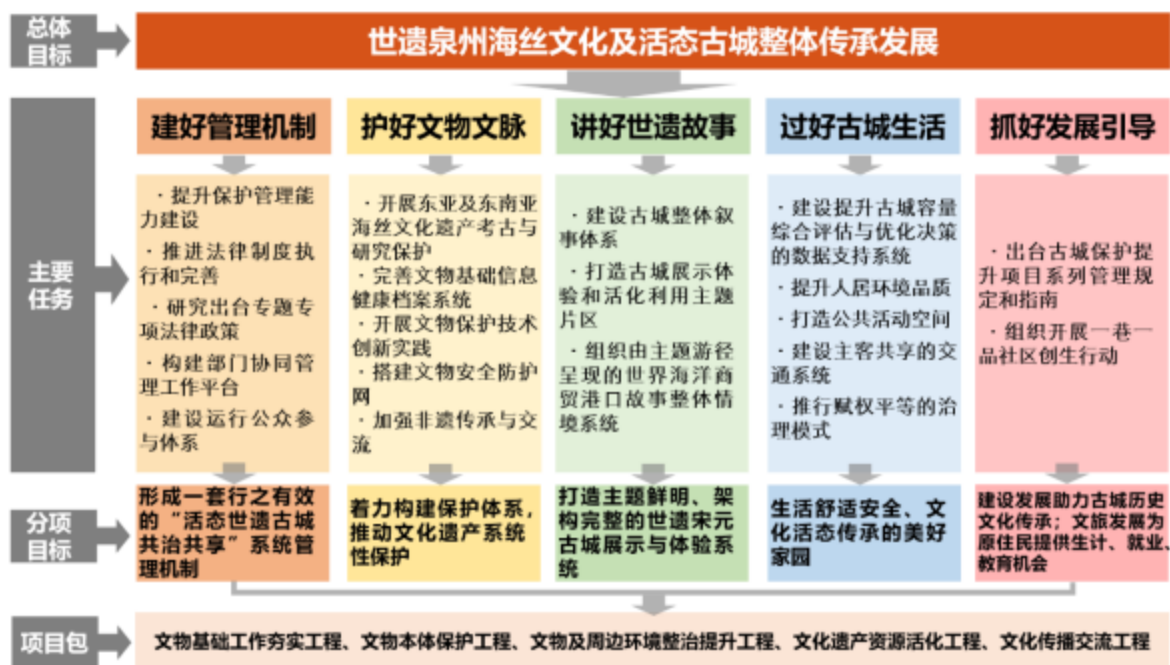 总体
目标
世遗泉州海丝文化及活态古城整体传承发展
主要
任务
建好管理机制
· 提升保护管理能
力建设
· 推进法律制度执
行和完善
· 研究出台专题专
项法律政策
· 构建部门协同管
理工作平台
· 建设运行公众参
与体系
护好文物文脉
· 开展东亚及东南亚
海丝文化遗产考古与
研究保护
· 完善文物基础信息
健康档案系统
· 开展文物保护技术
创新实践
· 搭建文物安全防护
网
· 加强非遗传承与交
流
讲好世遗故事
· 建设古城整体叙
事体系
· 打造古城展示体
验和活化利用主题
片区
· 组织由主题游径
呈现的世界海洋商
贸港口故事整体情
境系统
过好古城生活
· 建设提升古城容量
综合评估与优化决策
的数据支持系统
· 提升人居环境品质
· 打造公共活动空间
· 建设主客共享的交
通系统
· 推行赋权平等的治
理模式
抓好发展引导
· 出台古城保护提
升项目系列管理规
定和指南
· 组织开展一巷一
品社区创生行动
分项
目标
形成一套行之有效
的“活态世遗古城
共治共享”系统管
理机制
着力构建保护体系，
推动文化遗产系统
性保护
打造主题鲜明、架
构完整的世遗宋元
古城展示与体验系
统
生活舒适安全、文
化活态传承的美好
家园
建设发展助力古城历史
文化传承；文旅发展为
原住民提供生计、就业、
教育机会
项目包
文物基础工作夯实工程、文物本体保护工程、文物及周边环境整治提升工程、文化遗产资源活化工程、文化传播交流工程